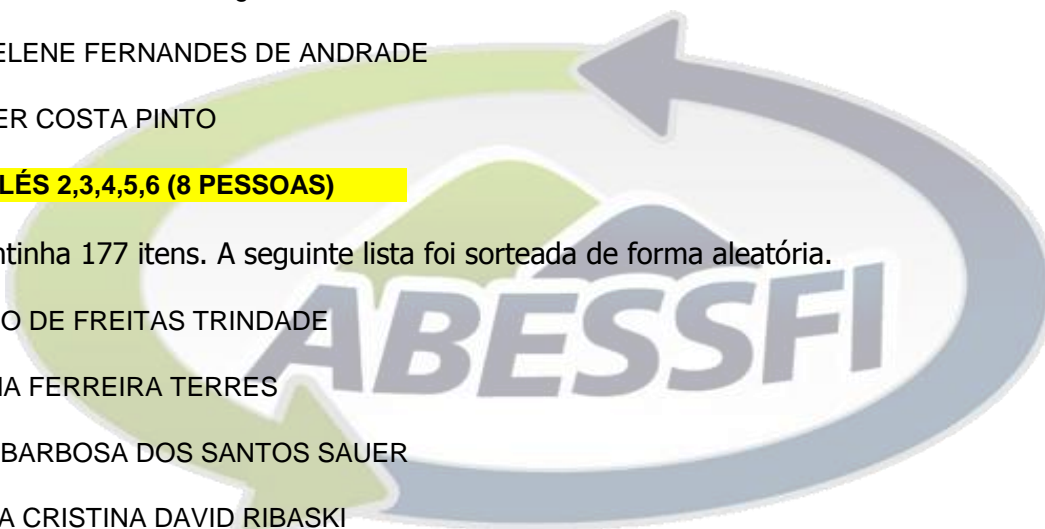 ELENE FERNANDES DE ANDRADE
ER COSTA PINTO
LÉS 2,3,4,5,6 (8 PESSOAS)
ntinha 177 itens. A seguinte lista foi sorteada de forma aleatória.
O DE FREITAS TRINDADE
IA FERREIRA TERRES
BARBOSA DOS SANTOS SAUER
A CRISTINA DAVID RIBASKI
ABESSFI